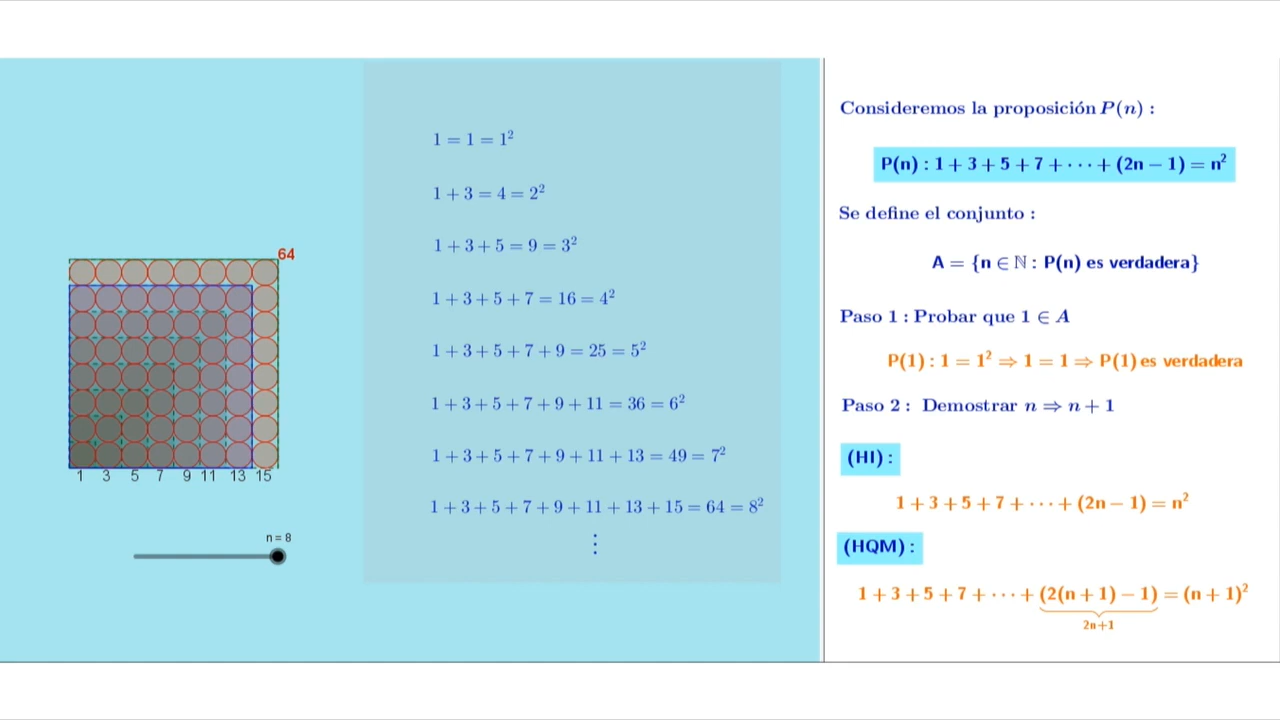 64
1 3 5 7 9 11 13 15
n = 8
1 = 1 = 1²
1 + 3 = 4 = 2²
1 + 3 + 5 = 9 = 3²
1 + 3 + 5 + 7 = 16 = 4²
1 + 3 + 5 + 7 + 9 = 25 = 5²
1 + 3 + 5 + 7 + 9 + 11 = 36 = 6²
1 + 3 + 5 + 7 + 9 + 11 + 13 = 49 = 7²
1 + 3 + 5 + 7 + 9 + 11 + 13 + 15 = 64 = 8²
⋮
Consideremos la proposición P(n) :
P(n) : 1 + 3 + 5 + 7 + · · · + (2n − 1) = n²
Se define el conjunto :
A = {n ∈ ℕ : P(n) es verdadera}
Paso 1 : Probar que 1 ∈ A
P(1) : 1 = 1² ⇒ 1 = 1 ⇒ P(1) es verdadera
Paso 2 : Demostrar n ⇒ n + 1
(HI) :
1 + 3 + 5 + 7 + · · · + (2n − 1) = n²
(HQM) :
1 + 3 + 5 + 7 + · · · + (2(n + 1) − 1) = (n + 1)²
2n+1